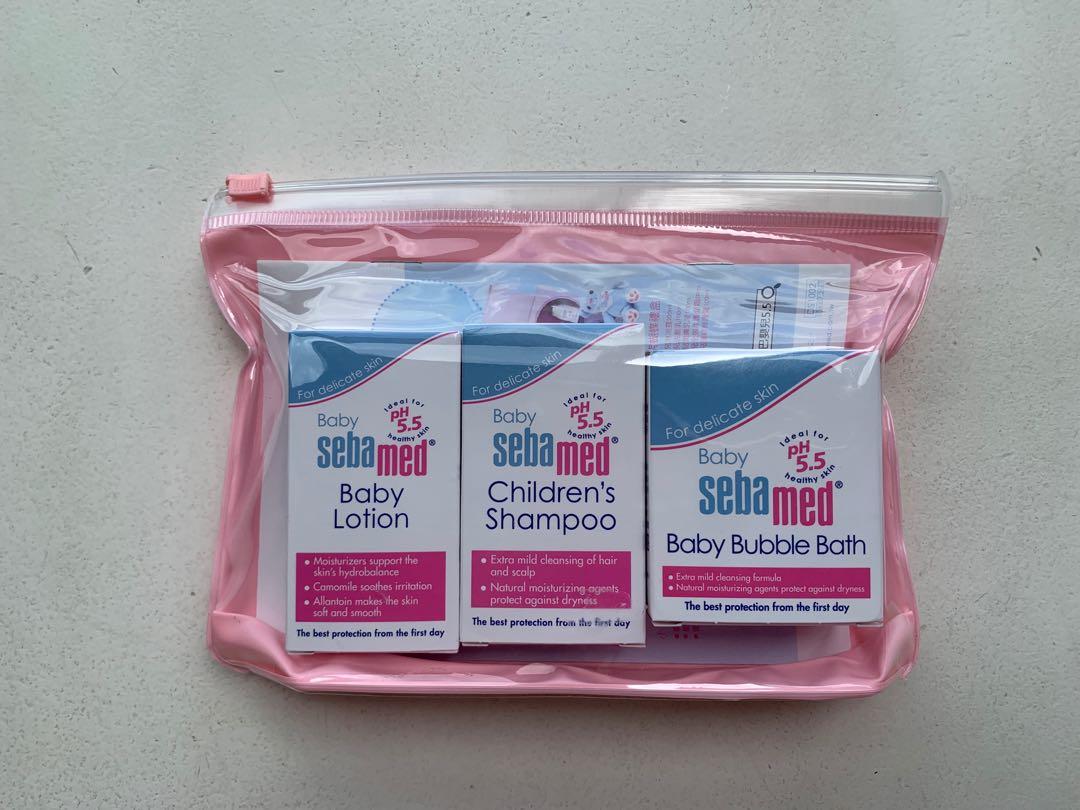 巴嬰兒5.5
For delicate skin
Baby
sebamed®
Ideal for
pH
5.5
healthy skin
Baby
Lotion
• Moisturizers support the
skin's hydrobalance
• Camomile soothes irritation
• Allantoin makes the skin
soft and smooth
The best protection from the first day
For delicate skin
Baby
sebamed®
Ideal for
pH
5.5
healthy skin
Children's
Shampoo
• Extra mild cleansing of hair
and scalp
• Natural moisturizing agents
protect against dryness
The best protection from the first day
For delicate skin
Baby
sebamed®
Ideal for
pH
5.5
healthy skin
Baby Bubble Bath
• Extra mild cleansing formula
• Natural moisturizing agents protect against dryness
The best protection from the first day